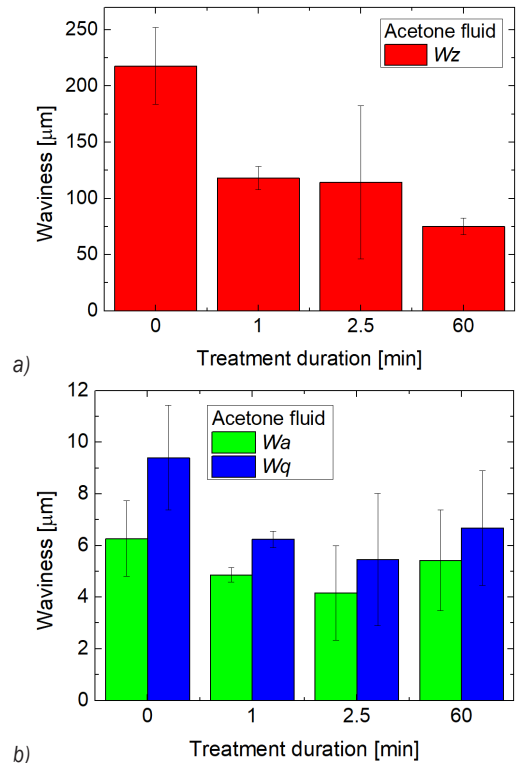 a)
250
200
150
100
50
0
Waviness [μm]
Acetone fluid
Wz
0 1 2.5 60
Treatment duration [min]
b)
12
10
8
6
4
2
0
Waviness [μm]
Acetone fluid
Wa
Wq
0 1 2.5 60
Treatment duration [min]